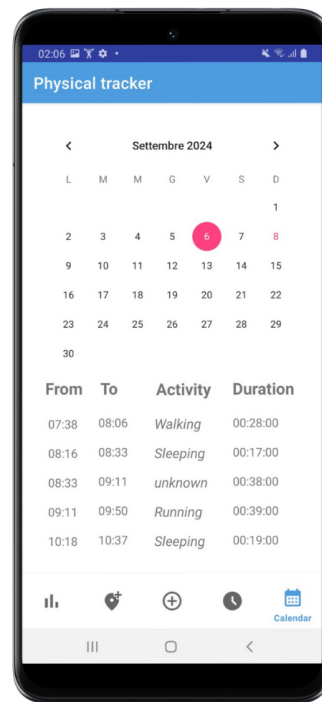 02:06
Physical tracker
Settembre 2024
L M M G V S D
1
2 3 4 5 6 7 8
9 10 11 12 13 14 15
16 17 18 19 20 21 22
23 24 25 26 27 28 29
30
From To Activity Duration
07:38 08:06 Walking 00:28:00
08:16 08:33 Sleeping 00:17:00
08:33 09:11 unknown 00:38:00
09:11 09:50 Running 00:39:00
10:18 10:37 Sleeping 00:19:00
Calendar